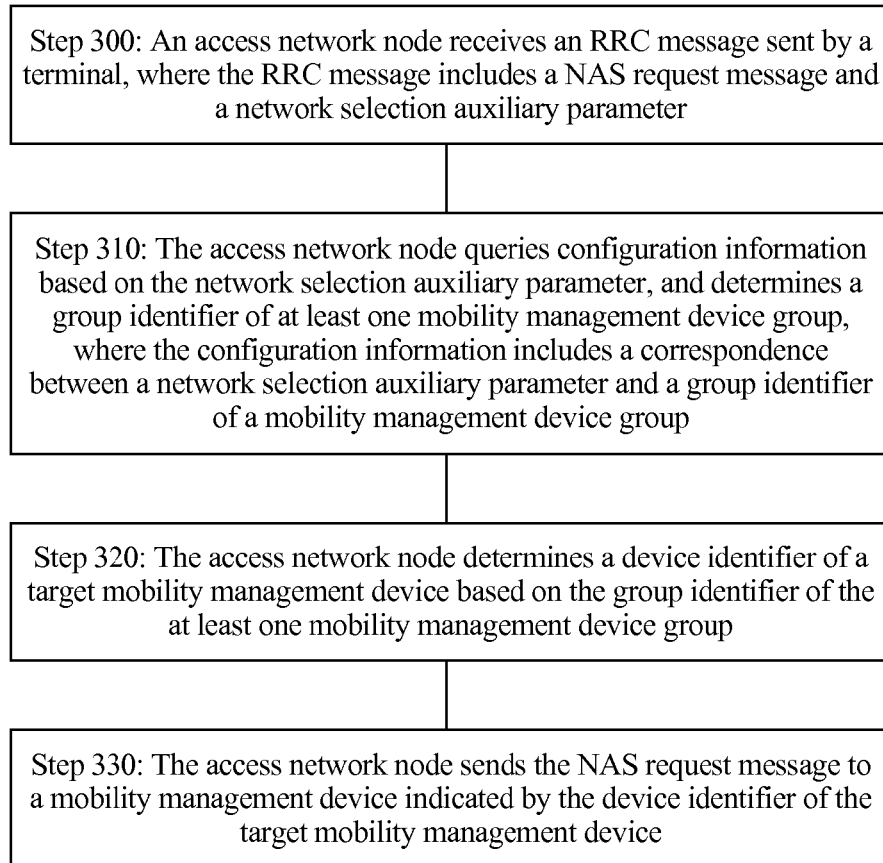 Step 300: An access network node receives an RRC message sent by a
terminal, where the RRC message includes a NAS request message and
a network selection auxiliary parameter
Step 310: The access network node queries configuration information
based on the network selection auxiliary parameter, and determines a
group identifier of at least one mobility management device group,
where the configuration information includes a correspondence
between a network selection auxiliary parameter and a group identifier
of a mobility management device group
Step 320: The access network node determines a device identifier of a
target mobility management device based on the group identifier of the
at least one mobility management device group
Step 330: The access network node sends the NAS request message to
a mobility management device indicated by the device identifier of the
target mobility management device